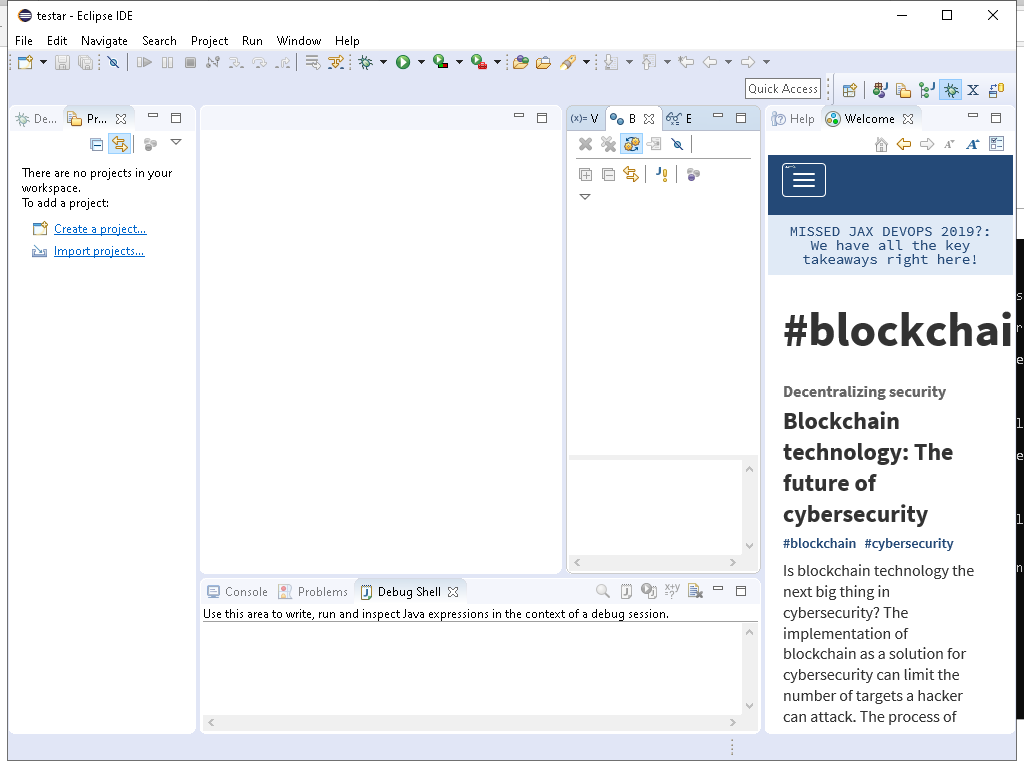 testar - Eclipse IDE
File Edit Navigate Search Project Run Window Help
Quick Access
De... Pr...
There are no projects in your
workspace.
To add a project:
Create a project...
Import projects...
(x)= V B E
Help Welcome
MISSED JAX DEVOPS 2019?:
We have all the key
takeaways right here!
#blockchai
Decentralizing security
Blockchain
technology: The
future of
cybersecurity
#blockchain #cybersecurity
Is blockchain technology the
next big thing in
cybersecurity? The
implementation of
blockchain as a solution for
cybersecurity can limit the
number of targets a hacker
can attack. The process of
Console Problems Debug Shell
Use this area to write, run and inspect Java expressions in the context of a debug session.